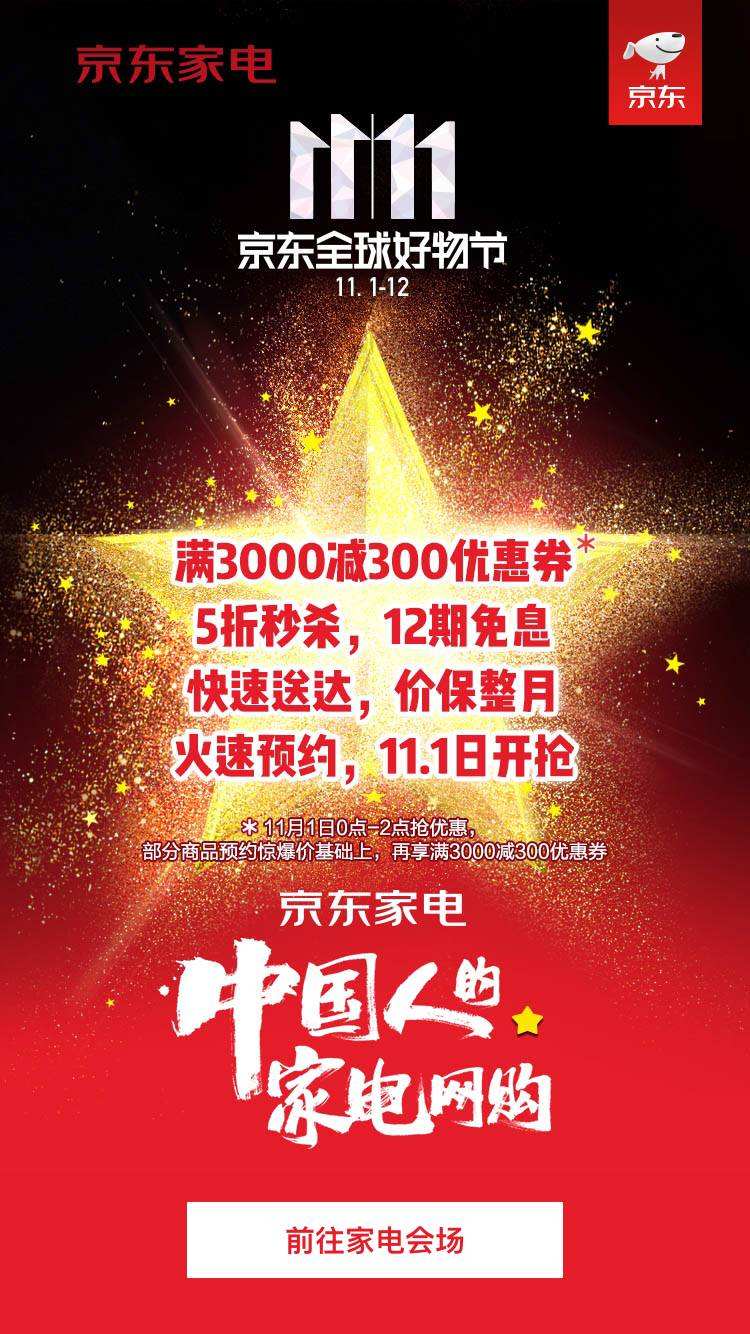 京东家电
京东
11 11
京东全球好物节
11. 1-12
满3000减300优惠券*
5折秒杀，12期免息
快速送达，价保整月
火速预约，11.1日开抢
* 11月1日0点-2点抢优惠，
部分商品预约惊爆价基础上，再享满3000减300优惠券
京东家电
中国人的
家电网购
前往家电会场